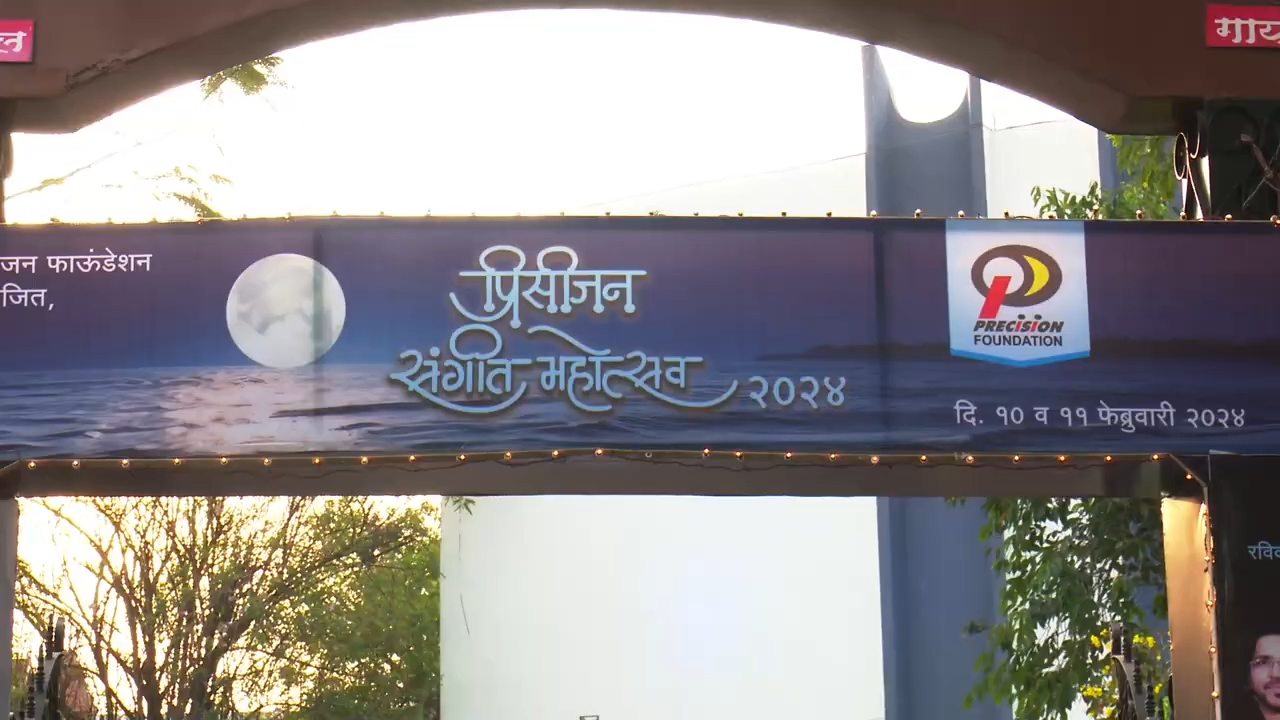 जन फाऊंडेशन
जित,
प्रिसीजन
संगीत महोत्सव २०२४
PRECISION
FOUNDATION
दि. १० व ११ फेब्रुवारी २०२४